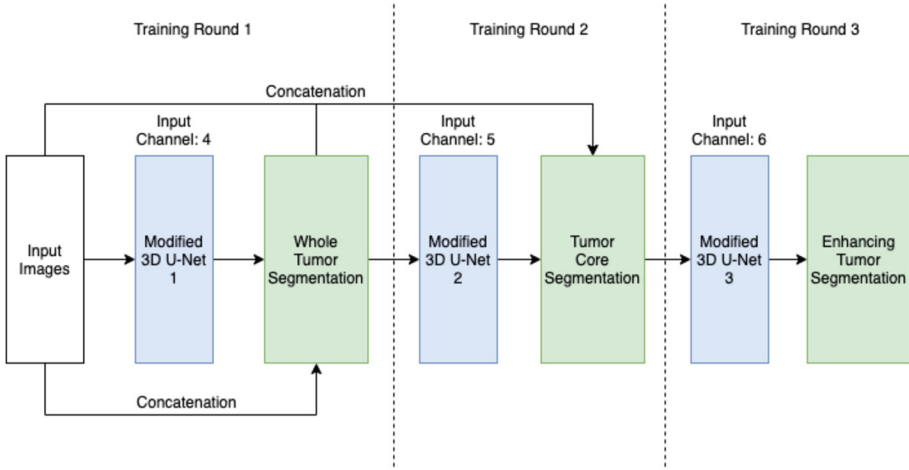 Training Round 1
Training Round 2
Training Round 3
Concatenation
Input
Channel: 4
Input
Channel: 5
Input
Channel: 6
Input
Images
Modified
3D U-Net
1
Whole
Tumor
Segmentation
Modified
3D U-Net
2
Tumor
Core
Segmentation
Modified
3D U-Net
3
Enhancing
Tumor
Segmentation
Concatenation